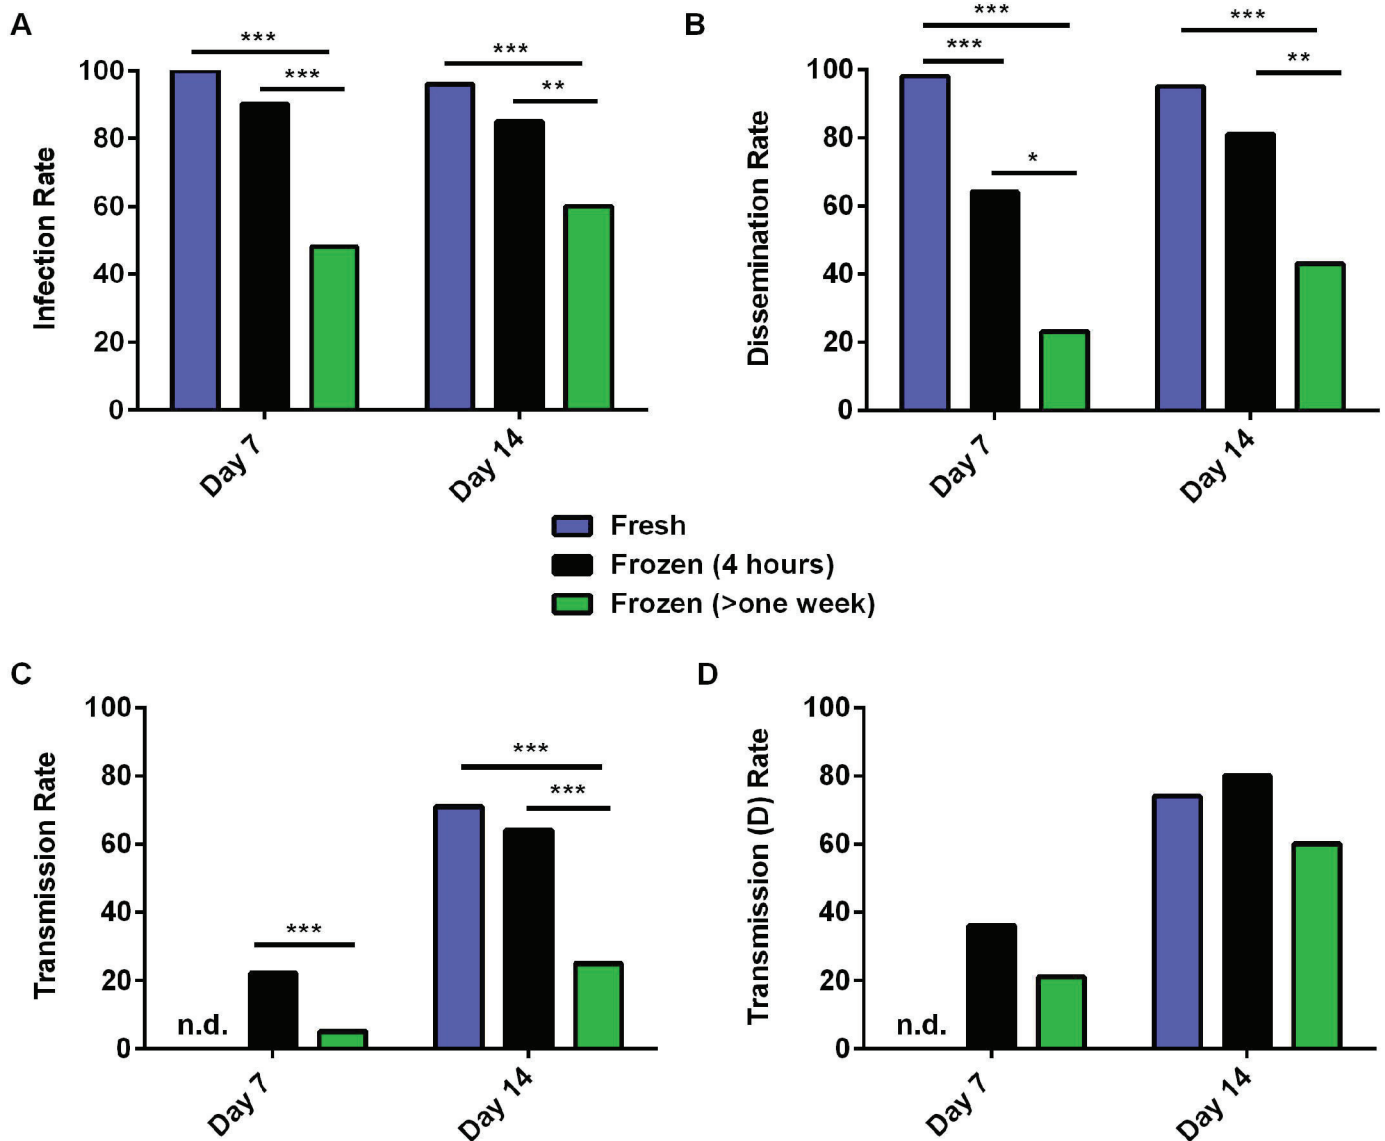 A
Infection Rate
100
80
60
40
20
0
***
***
***
**
Day 7
Day 14
B
Dissemination Rate
100
80
60
40
20
0
***
***
*
***
**
Day 7
Day 14
Fresh
Frozen (4 hours)
Frozen (>one week)
C
Transmission Rate
100
80
60
40
20
0
n.d.
***
***
***
Day 7
Day 14
D
Transmission (D) Rate
100
80
60
40
20
0
n.d.
Day 7
Day 14